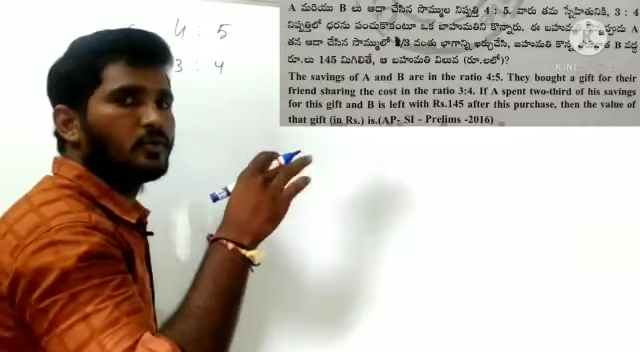 A మరియు B లు ఆదా చేసిన సొమ్ముల నిష్పత్తి 4 : 5. వారు తమ స్నేహితునికి, 3 : 4
నిష్పత్తిలో ధరను పంచుకొంటూ ఒక బాహుమతిని కొన్నారు. ఈ A
తన ఆదా చేసిన సొమ్ములో /3 వంతు భాగాన్ని ఖర్చుచేసి, బహుమతి B వద్ద
రూ.లు 145 మిగిలితే, ఆ బహుమతి విలువ (రూ.లలో)?
The savings of A and B are in the ratio 4:5. They bought a gift for their
friend sharing the cost in the ratio 3:4. If A spent two-third of his savings
for this gift and B is left with Rs.145 after this purchase, then the value of
that gift (in Rs.) is.(AP- SI - Prelims -2016)
4 : 5
3 : 4